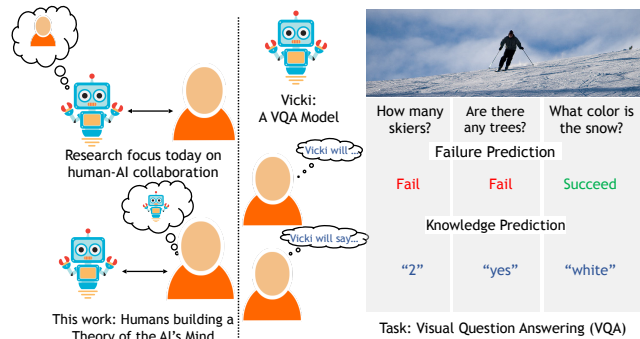 Research focus today on
human-AI collaboration
This work: Humans building a
Theory of the AI's Mind
Vicki:
A VQA Model
Vicki will...
Vicki will say...
How many
skiers?
Are there
any trees?
What color is
the snow?
Failure Prediction
Fail
Fail
Succeed
Knowledge Prediction
“2”
“yes”
“white”
Task: Visual Question Answering (VQA)